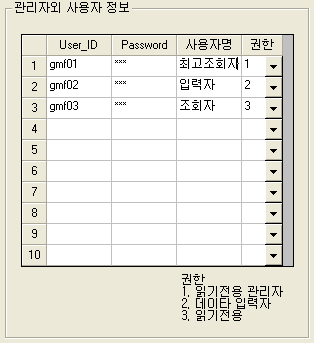 관리자외 사용자 정보
User_ID Password 사용자명 권한
1 gmf01 *** 최고조회자 1
2 gmf02 *** 입력자 2
3 gmf03 *** 조회자 3
4
5
6
7
8
9
10
권한
1. 읽기전용 관리자
2. 데이타 입력자
3. 읽기전용